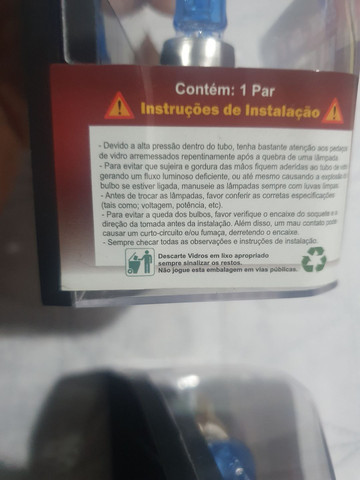 Contém: 1 Par
Instruções de Instalação
- Devido a alta pressão dentro do tubo, tenha bastante atenção aos pedaços
de vidro arremessados repentinamente após a quebra de uma lâmpada.
- Para evitar que sujeira e gordura das mãos fiquem aderidas ao tubo de vidro
gerando um fluxo luminoso deficiente, ou até mesmo causando a explosão do
bulbo se estiver ligada, manuseie as lâmpadas sempre com luvas limpas.
- Antes de trocar as lâmpadas, favor conferir as corretas especificações
(tais como; voltagem, potência, etc).
- Para evitar a queda dos bulbos, favor verifique o encaixe do soquete e a
direção da tomada antes da instalação. Além disso, um mau contato pode
causar um curto-circuito e/ou fumaça, derretendo o encaixe.
- Sempre checar todas as observações e instruções de instalação.
Descarte Vidros em lixo apropriado
sempre sinalizar os restos.
Não jogue esta embalagem em vias públicas.